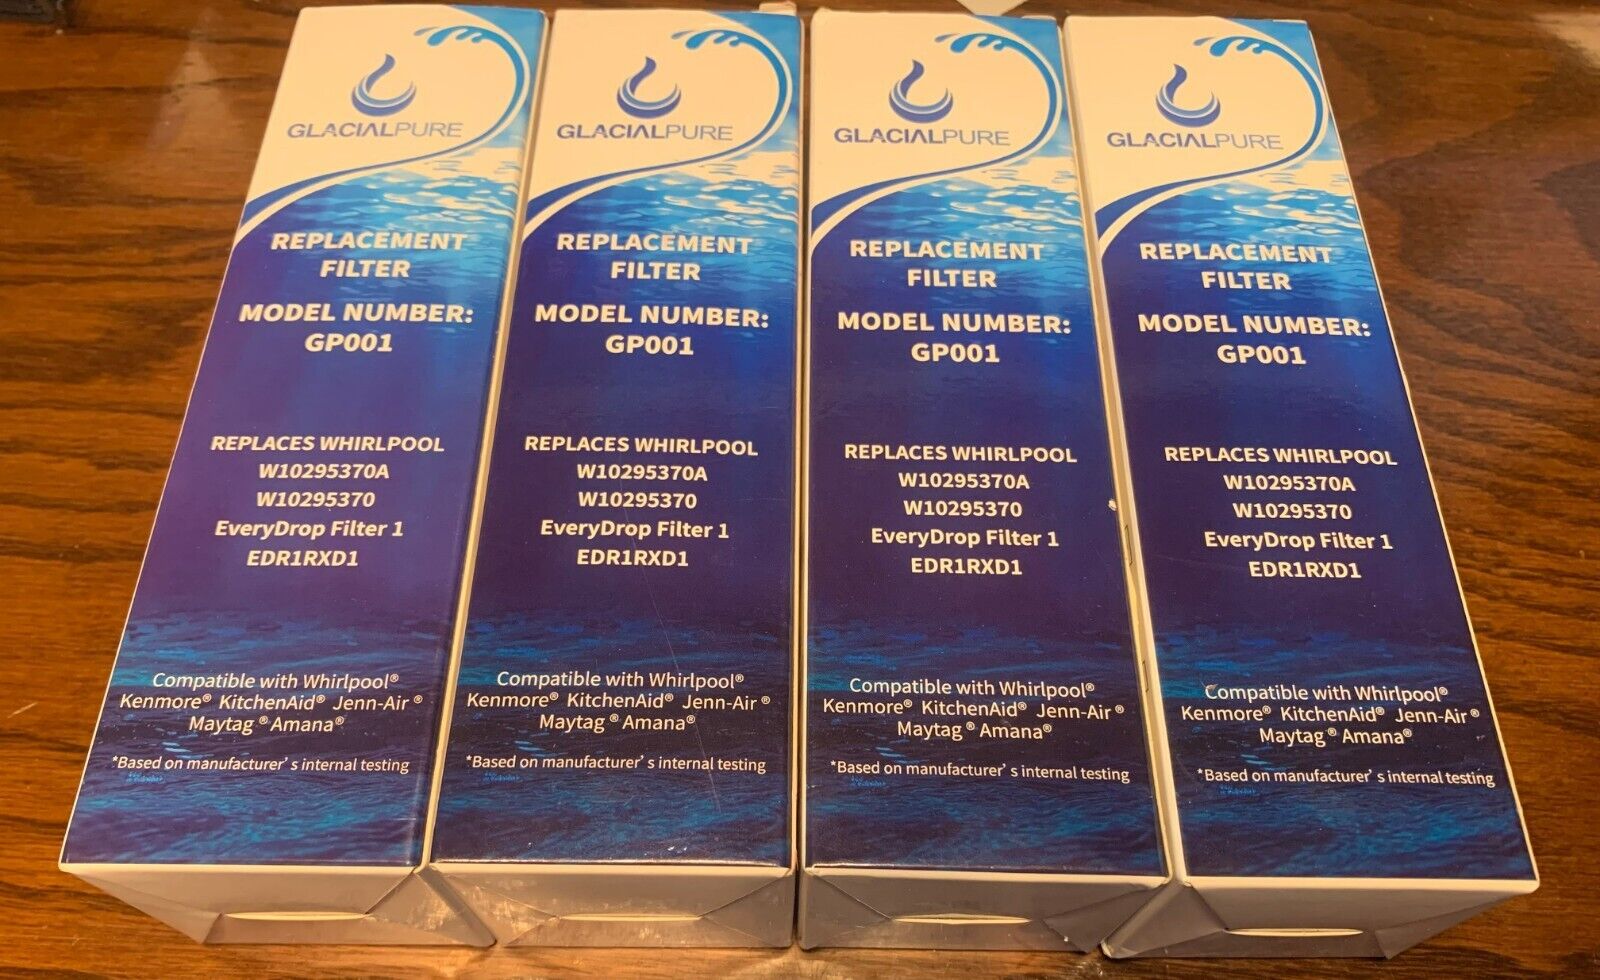 GLACIALPURE
REPLACEMENT
FILTER
MODEL NUMBER:
GP001
REPLACES WHIRLPOOL
W10295370A
W10295370
EveryDrop Filter 1
EDR1RXD1
Compatible with Whirlpool®
Kenmore® KitchenAid® Jenn-Air®
Maytag® Amana®
*Based on manufacturer's internal testing
GLACIALPURE
REPLACEMENT
FILTER
MODEL NUMBER:
GP001
REPLACES WHIRLPOOL
W10295370A
W10295370
EveryDrop Filter 1
EDR1RXD1
Compatible with Whirlpool®
Kenmore® KitchenAid® Jenn-Air®
Maytag® Amana®
*Based on manufacturer's internal testing
GLACIALPURE
REPLACEMENT
FILTER
MODEL NUMBER:
GP001
REPLACES WHIRLPOOL
W10295370A
W10295370
EveryDrop Filter 1
EDR1RXD1
Compatible with Whirlpool®
Kenmore® KitchenAid® Jenn-Air®
Maytag® Amana®
*Based on manufacturer's internal testing
GLACIALPURE
REPLACEMENT
FILTER
MODEL NUMBER:
GP001
REPLACES WHIRLPOOL
W10295370A
W10295370
EveryDrop Filter 1
EDR1RXD1
Compatible with Whirlpool®
Kenmore® KitchenAid® Jenn-Air®
Maytag® Amana®
*Based on manufacturer's internal testing